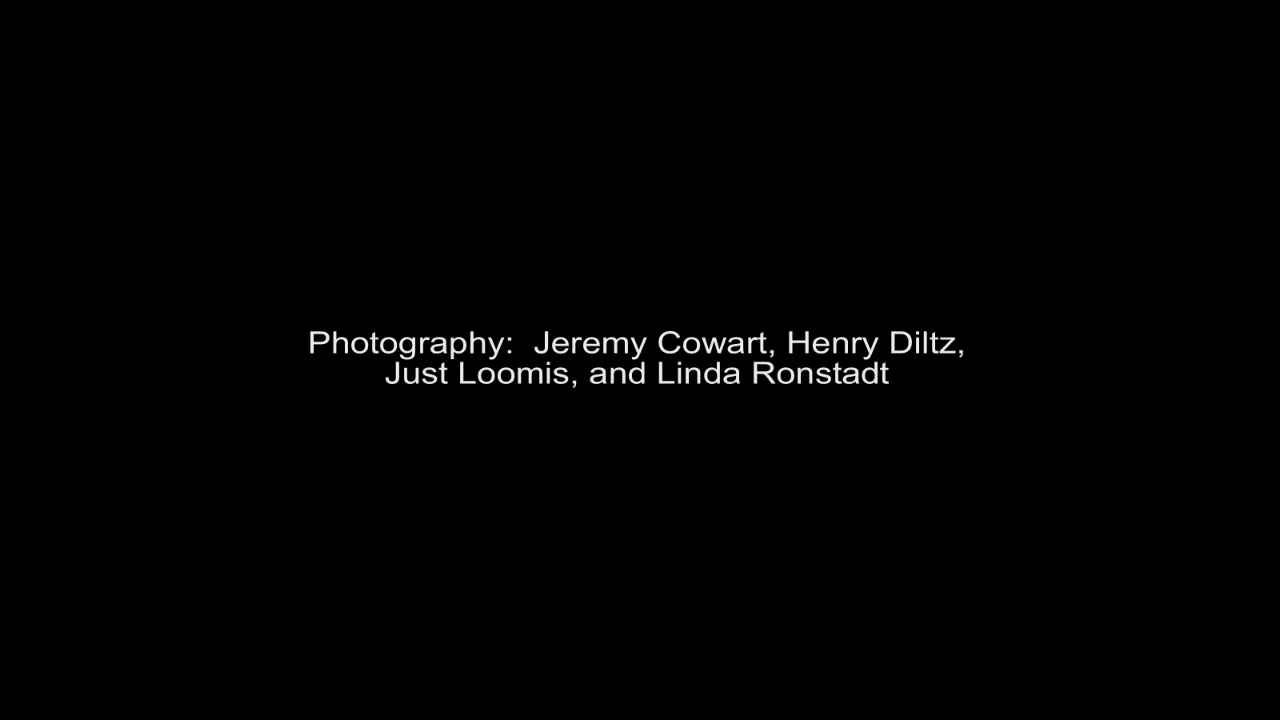 Photography:  Jeremy Cowart, Henry Diltz,
Just Loomis, and Linda Ronstadt